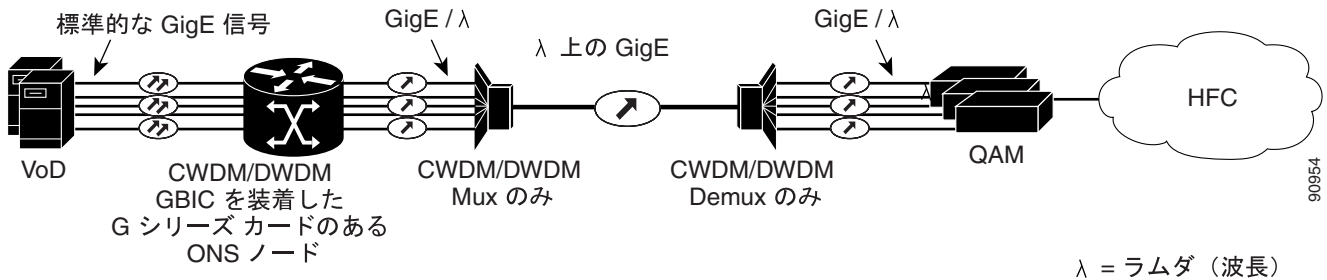 標準的な GigE 信号
GigE / λ
λ 上の GigE
GigE / λ
λ
HFC
VoD
CWDM/DWDM
GBIC を装着した
G シリーズ カードのある
ONS ノード
CWDM/DWDM
Mux のみ
CWDM/DWDM
Demux のみ
QAM
90954
λ = ラムダ（波長）